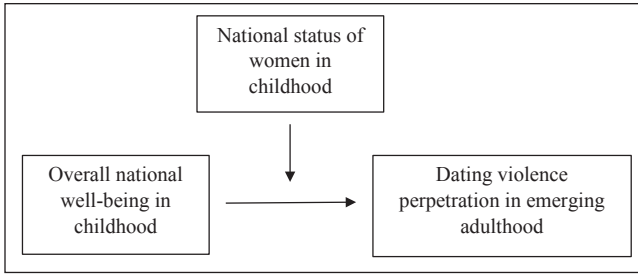 National status of
women in
childhood
Overall national
well-being in
childhood
Dating violence
perpetration in emerging
adulthood